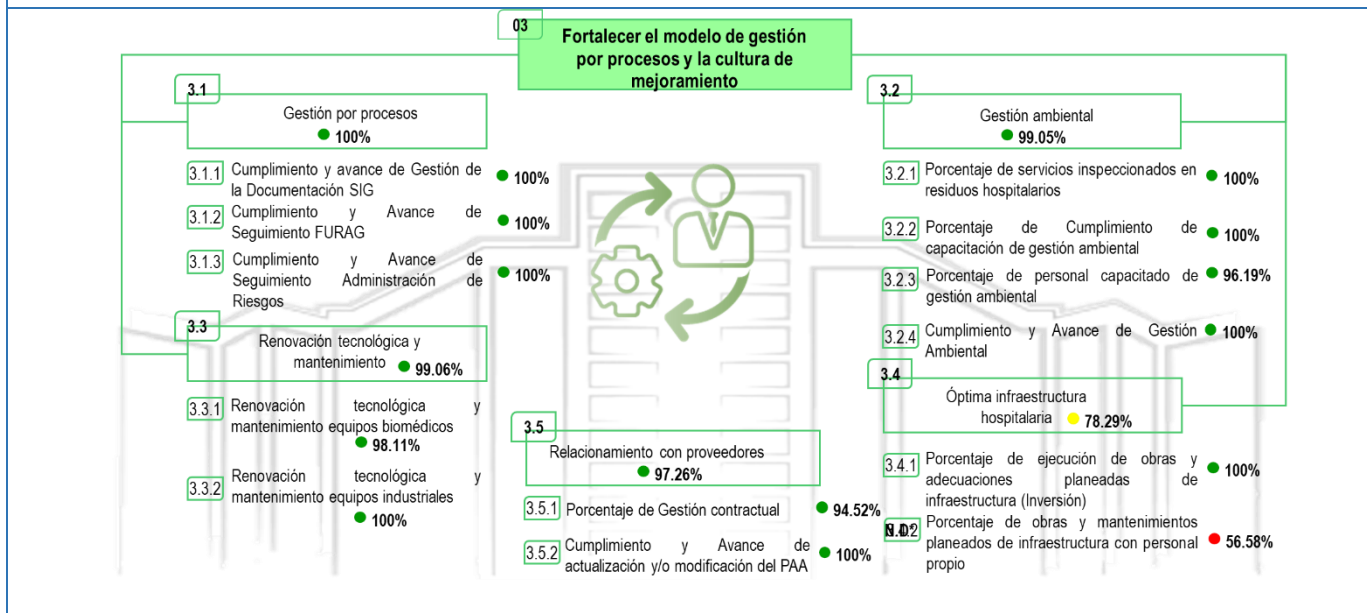 03
Fortalecer el modelo de gestión
por procesos y la cultura de
mejoramiento
3.1
Gestión por procesos
100%
3.1.1 Cumplimiento y avance de Gestión de
la Documentación SIG
100%
3.1.2 Cumplimiento y Avance de
Seguimiento FURAG
100%
3.1.3 Cumplimiento y Avance de
Seguimiento Administración de
Riesgos
100%
3.2
Gestión ambiental
99.05%
3.2.1 Porcentaje de servicios inspeccionados en
residuos hospitalarios
100%
3.2.2 Porcentaje de Cumplimiento de
capacitación de gestión ambiental
100%
3.2.3 Porcentaje de personal capacitado de
gestión ambiental
96.19%
3.2.4 Cumplimiento y Avance de Gestión
Ambiental
100%
3.3
Renovación tecnológica y
mantenimiento 99.06%
3.3.1 Renovación tecnológica y
mantenimiento equipos biomédicos
98.11%
3.3.2 Renovación tecnológica y
mantenimiento equipos industriales
100%
3.4
Óptima infraestructura
hospitalaria 78.29%
3.4.1 Porcentaje de ejecución de obras y
adecuaciones planeadas de
infraestructura (Inversión)
100%
Porcentaje de obras y mantenimientos
planeados de infraestructura con personal
propio
56.58%
3.5
Relacionamiento con proveedores
97.26%
3.5.1 Porcentaje de Gestión contractual
94.52%
3.5.2 Cumplimiento y Avance de
actualización y/o modificación del PAA
100%